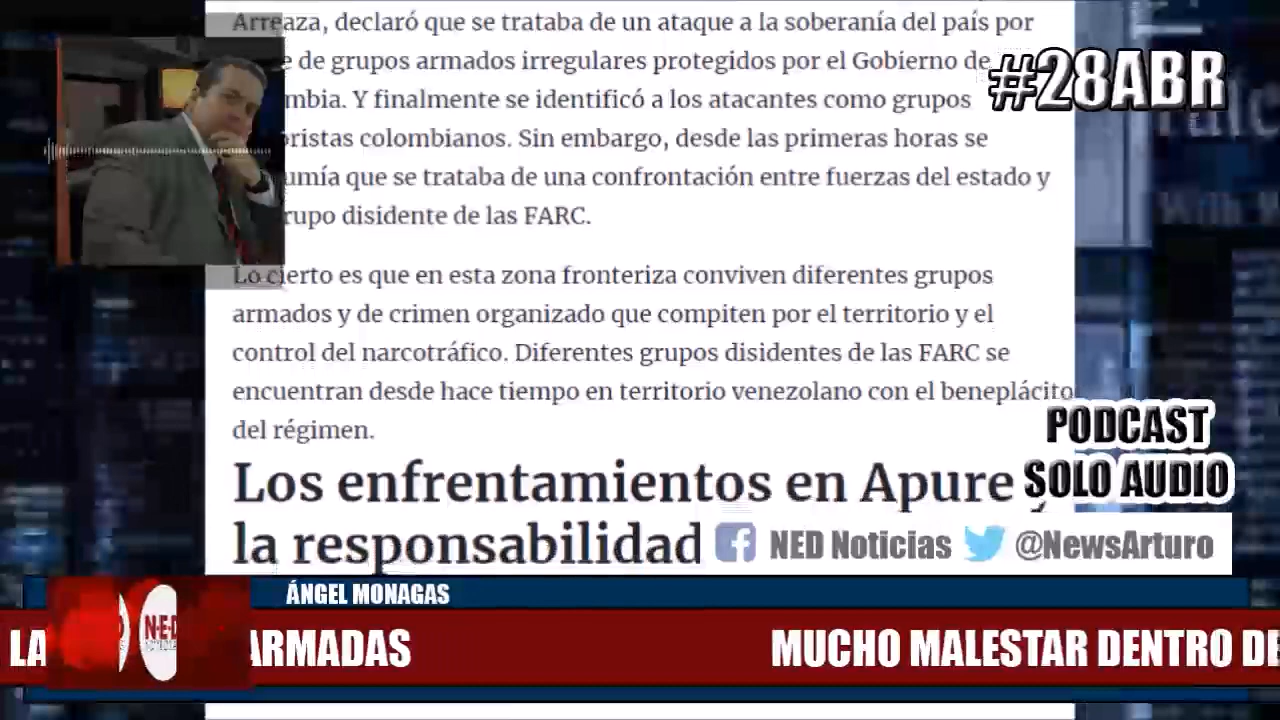 Arreaza, declaró que se trataba de un ataque a la soberanía del país por
de grupos armados irregulares protegidos por el Gobierno de
mbia. Y finalmente se identificó a los atacantes como grupos
oristas colombianos. Sin embargo, desde las primeras horas se
umía que se trataba de una confrontación entre fuerzas del estado y
rupo disidente de las FARC.
Lo cierto es que en esta zona fronteriza conviven diferentes grupos
armados y de crimen organizado que compiten por el territorio y el
control del narcotráfico. Diferentes grupos disidentes de las FARC se
encuentran desde hace tiempo en territorio venezolano con el beneplácito
del régimen.
Los enfrentamientos en Apure y
la responsabilidad
#28ABR
PODCAST
SOLO AUDIO
NED Noticias @NewsArturo
ÁNGEL MONAGAS
LA ARMADAS MUCHO MALESTAR DENTRO DE
N·E·D